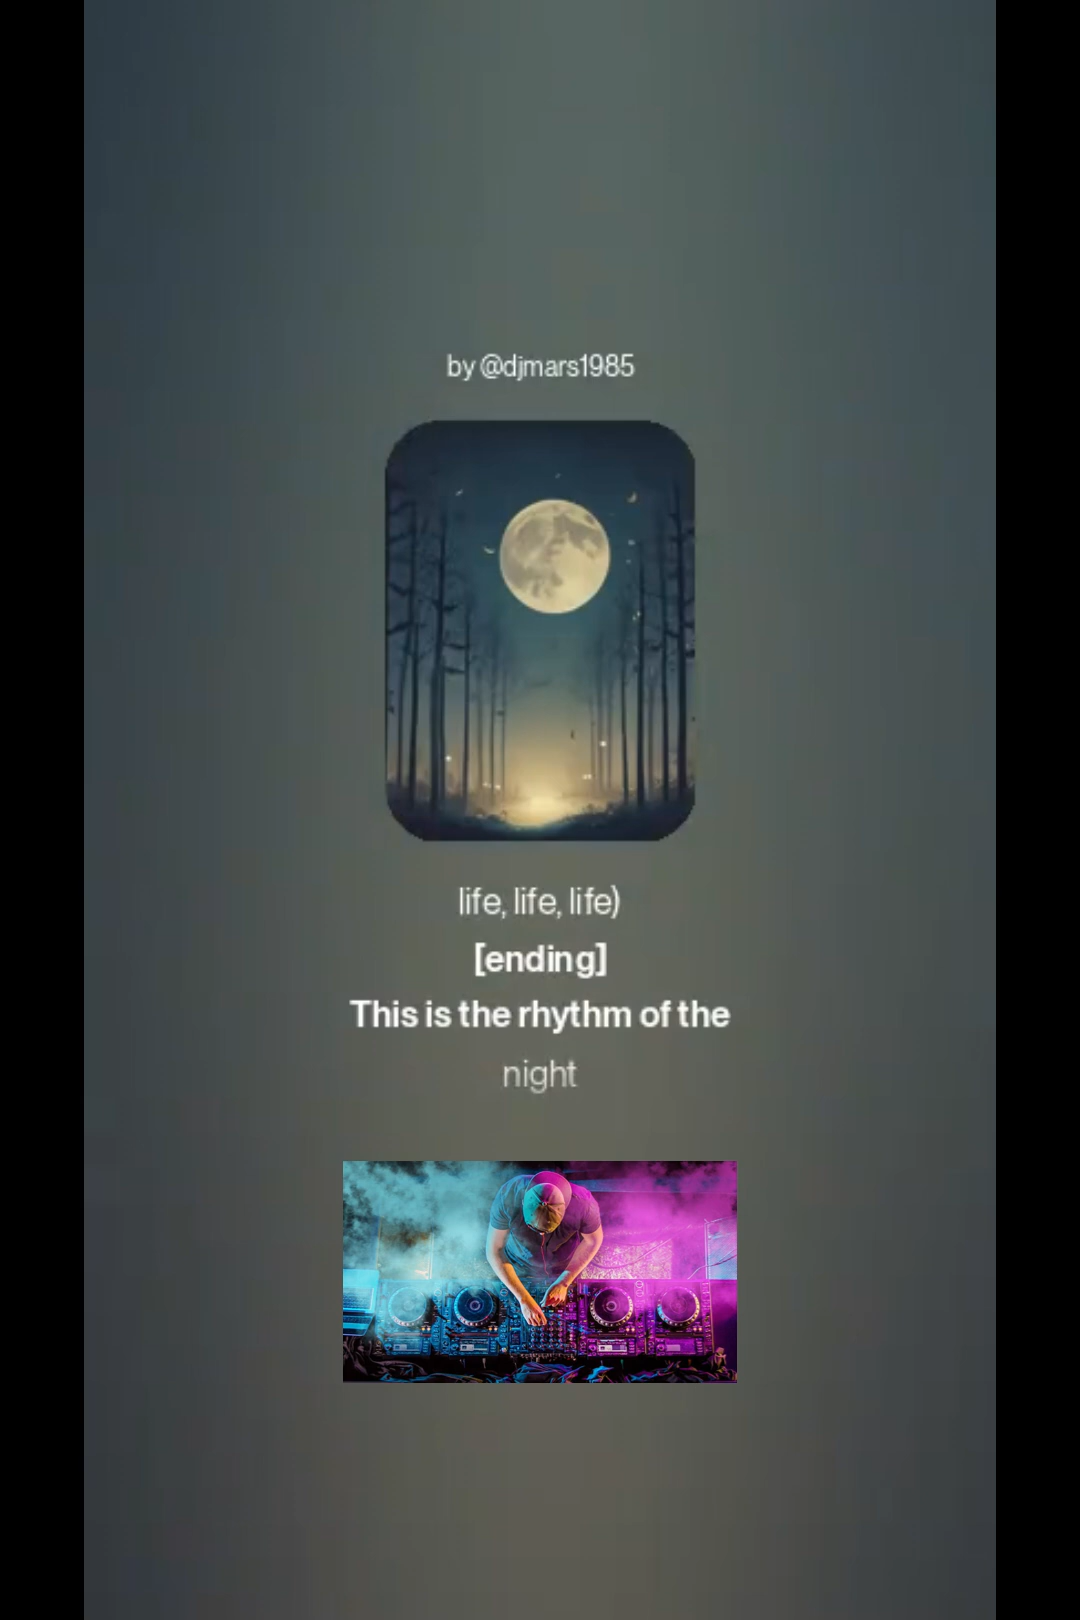 by @djmars1985
life, life, life)
[ending]
This is the rhythm of the
night